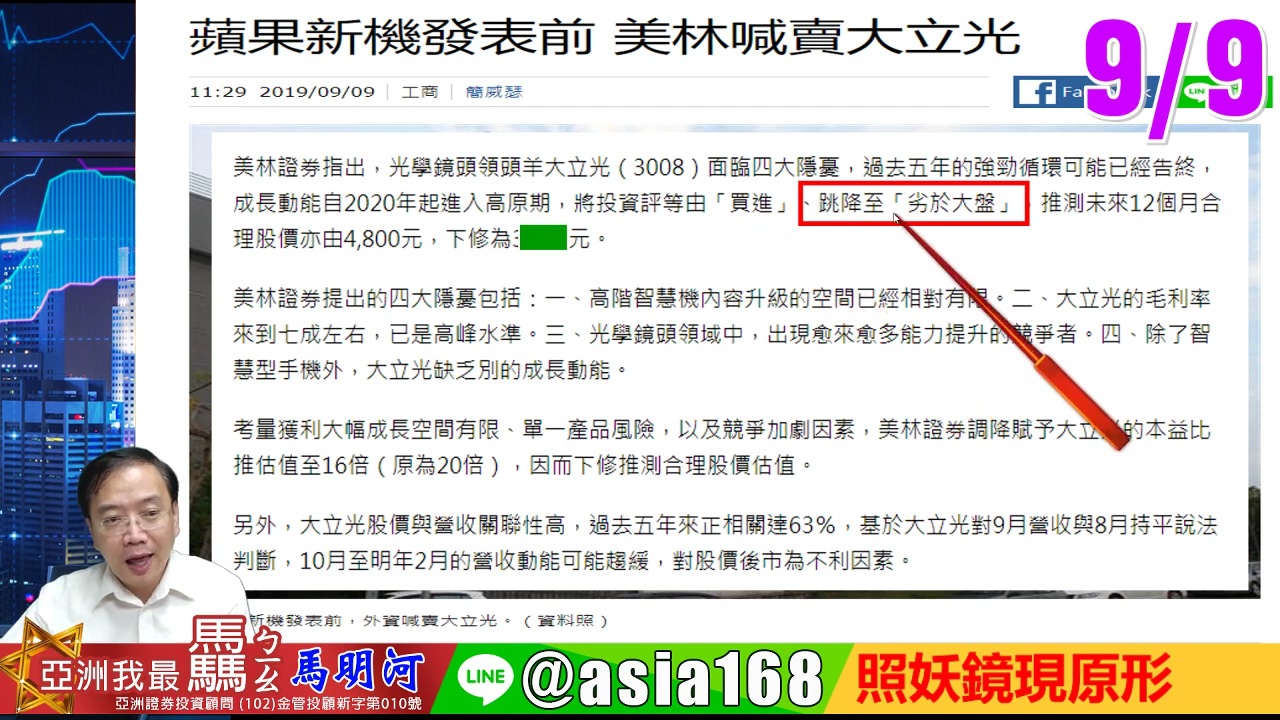 蘋果新機發表前 美林喊賣大立光
9/9
11:29 2019/09/09 | 工商 | 簡威瑟
美林證券指出，光學鏡頭領頭羊大立光（3008）面臨四大隱憂，過去五年的強勁循環可能已經告終，
成長動能自2020年起進入高原期，將投資評等由「買進」、跳降至「劣於大盤」，推測未來12個月合
理股價亦由4,800元，下修為 元。
美林證券提出的四大隱憂包括：一、高階智慧機內容升級的空間已經相對有限。二、大立光的毛利率
來到七成左右，已是高峰水準。三、光學鏡頭領域中，出現愈來愈多能力提升的競爭者。四、除了智
慧型手機外，大立光缺乏別的成長動能。
考量獲利大幅成長空間有限、單一產品風險，以及競爭加劇因素，美林證券調降賦予大立光的本益比
推估值至16倍（原為20倍），因而下修推測合理股價估值。
另外，大立光股價與營收關聯性高，過去五年來正相關達63%，基於大立光對9月營收與8月持平說法
判斷，10月至明年2月的營收動能可能趨緩，對股價後市為不利因素。
新機發表前，外資喊賣大立光。（資料照）
亞洲我最驫ㄅㄧㄠ 馬明河
亞洲證券投資顧問 (102)金管投顧新字第010號
LINE @asia168
照妖鏡現原形